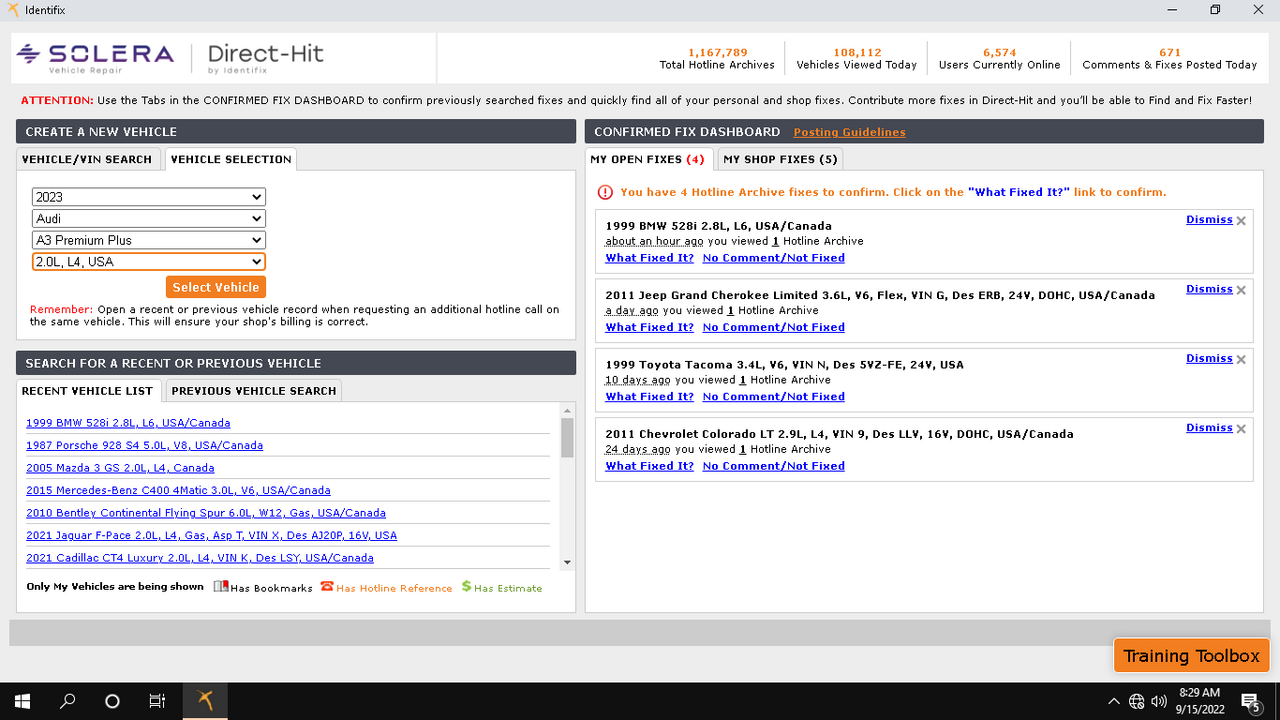 Identifix
SOLERA
Vehicle Repair
Direct-Hit
by Identifix
1,167,789
Total Hotline Archives
108,112
Vehicles Viewed Today
6,574
Users Currently Online
671
Comments & Fixes Posted Today
ATTENTION: Use the Tabs in the CONFIRMED FIX DASHBOARD to confirm previously searched fixes and quickly find all of your personal and shop fixes. Contribute more fixes in Direct-Hit and you'll be able to Find and Fix Faster!
CREATE A NEW VEHICLE
VEHICLE/VIN SEARCH
VEHICLE SELECTION
2023
Audi
A3 Premium Plus
2.0L, L4, USA
Select Vehicle
Remember: Open a recent or previous vehicle record when requesting an additional hotline call on
the same vehicle. This will ensure your shop's billing is correct.
SEARCH FOR A RECENT OR PREVIOUS VEHICLE
RECENT VEHICLE LIST
PREVIOUS VEHICLE SEARCH
1999 BMW 528i 2.8L, L6, USA/Canada
1987 Porsche 928 S4 5.0L, V8, USA/Canada
2005 Mazda 3 GS 2.0L, L4, Canada
2015 Mercedes-Benz C400 4Matic 3.0L, V6, USA/Canada
2010 Bentley Continental Flying Spur 6.0L, W12, Gas, USA/Canada
2021 Jaguar F-Pace 2.0L, L4, Gas, Asp T, VIN X, Des AJ20P, 16V, USA
2021 Cadillac CT4 Luxury 2.0L, L4, VIN K, Des LSY, USA/Canada
Only My Vehicles are being shown Has Bookmarks Has Hotline Reference $ Has Estimate
CONFIRMED FIX DASHBOARD Posting Guidelines
MY OPEN FIXES (4)
MY SHOP FIXES (5)
You have 4 Hotline Archive fixes to confirm. Click on the "What Fixed It?" link to confirm.
Dismiss
1999 BMW 528i 2.8L, L6, USA/Canada
about an hour ago you viewed 1 Hotline Archive
What Fixed It? No Comment/Not Fixed
Dismiss
2011 Jeep Grand Cherokee Limited 3.6L, V6, Flex, VIN G, Des ERB, 24V, DOHC, USA/Canada
a day ago you viewed 1 Hotline Archive
What Fixed It? No Comment/Not Fixed
Dismiss
1999 Toyota Tacoma 3.4L, V6, VIN N, Des 5VZ-FE, 24V, USA
10 days ago you viewed 1 Hotline Archive
What Fixed It? No Comment/Not Fixed
Dismiss
2011 Chevrolet Colorado LT 2.9L, L4, VIN 9, Des LLV, 16V, DOHC, USA/Canada
24 days ago you viewed 1 Hotline Archive
What Fixed It? No Comment/Not Fixed
Training Toolbox
8:29 AM
9/15/2022
5